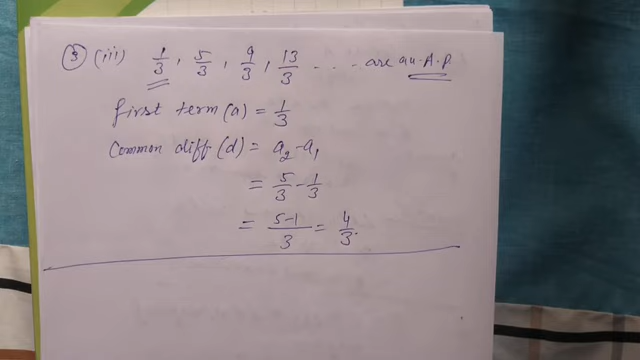 ③ (iii) 1/3, 5/3, 9/3, 13/3 .... are an A.P.
first term (a) = 1/3
Common diff (d) = a₂ - a₁
= 5/3 - 1/3
= 5-1/3 = 4/3.